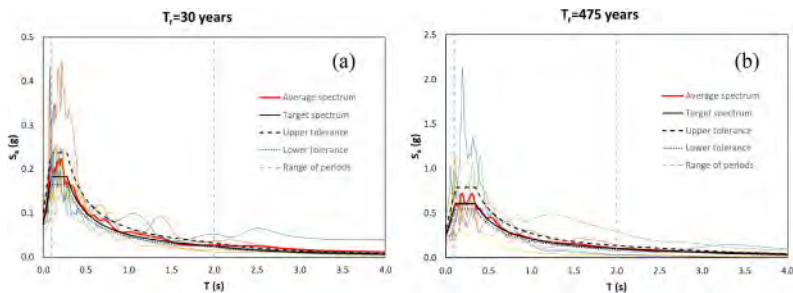 T_r=30 years
(a)
0.5
0.4
0.3
0.2
0.1
0.0
S_a (g)
Average spectrum
Target spectrum
Upper tolerance
Lower tolerance
Range of periods
0.0 0.5 1.0 1.5 2.0 2.5 3.0 3.5 4.0
T (s)
T_r=475 years
(b)
2.5
2.0
1.5
1.0
0.5
0.0
S_a (g)
Average spectrum
Target spectrum
Upper tolerance
Lower tolerance
Range of periods
0.0 0.5 1.0 1.5 2.0 2.5 3.0 3.5 4.0
T (s)